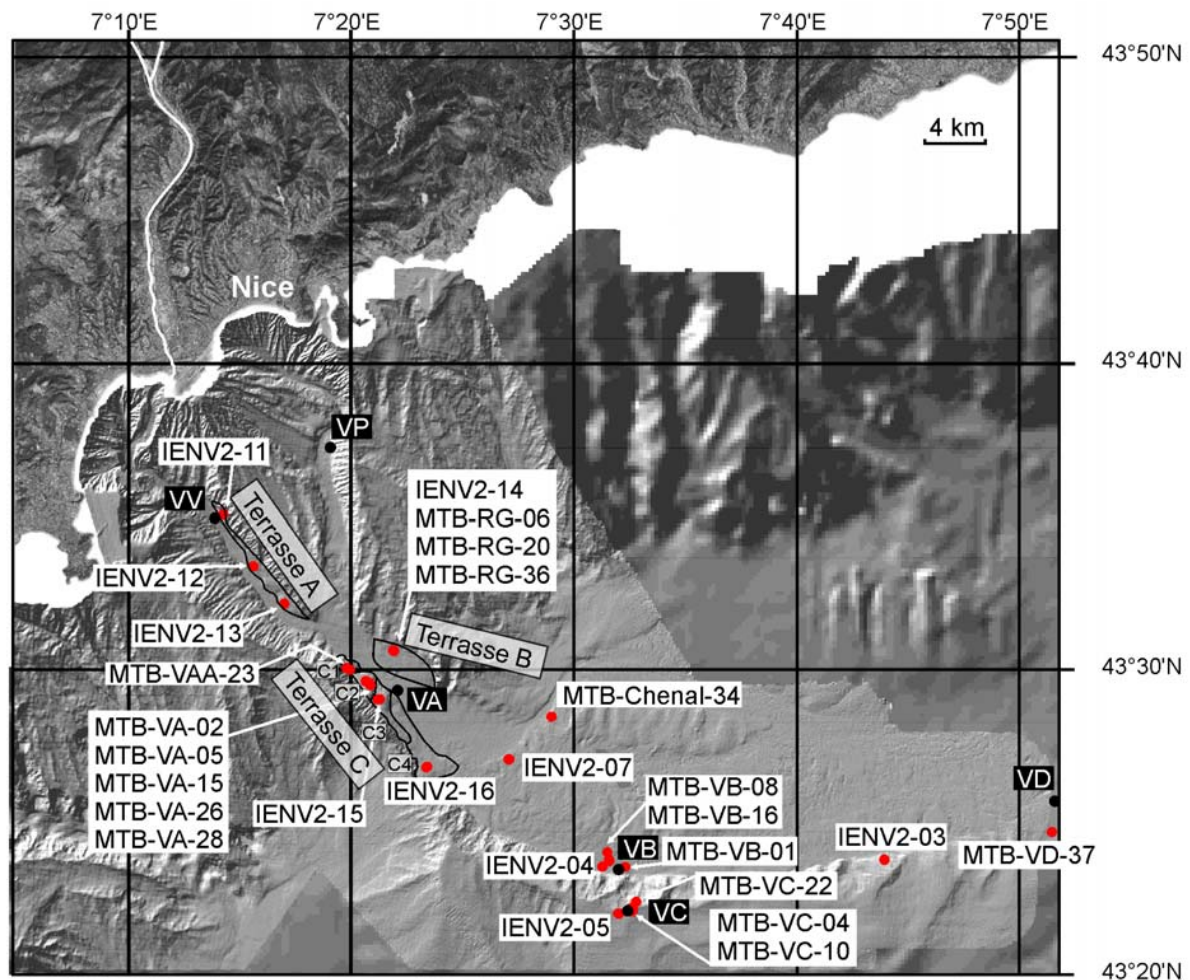 7°10'E
7°20'E
7°30'E
7°40'E
7°50'E
43°50'N
4 km
Nice
43°40'N
VP
IENV2-11
VV
Terrasse A
IENV2-14
MTB-RG-06
MTB-RG-20
MTB-RG-36
IENV2-12
IENV2-13
Terrasse B
43°30'N
MTB-VAA-23
C1
C2
VA
MTB-Chenal-34
MTB-VA-02
MTB-VA-05
MTB-VA-15
MTB-VA-26
MTB-VA-28
Terrasse C
C3
C4
IENV2-07
IENV2-16
IENV2-15
MTB-VB-08
MTB-VB-16
VD
IENV2-03
MTB-VD-37
IENV2-04
VB
MTB-VB-01
MTB-VC-22
IENV2-05
VC
MTB-VC-04
MTB-VC-10
43°20'N